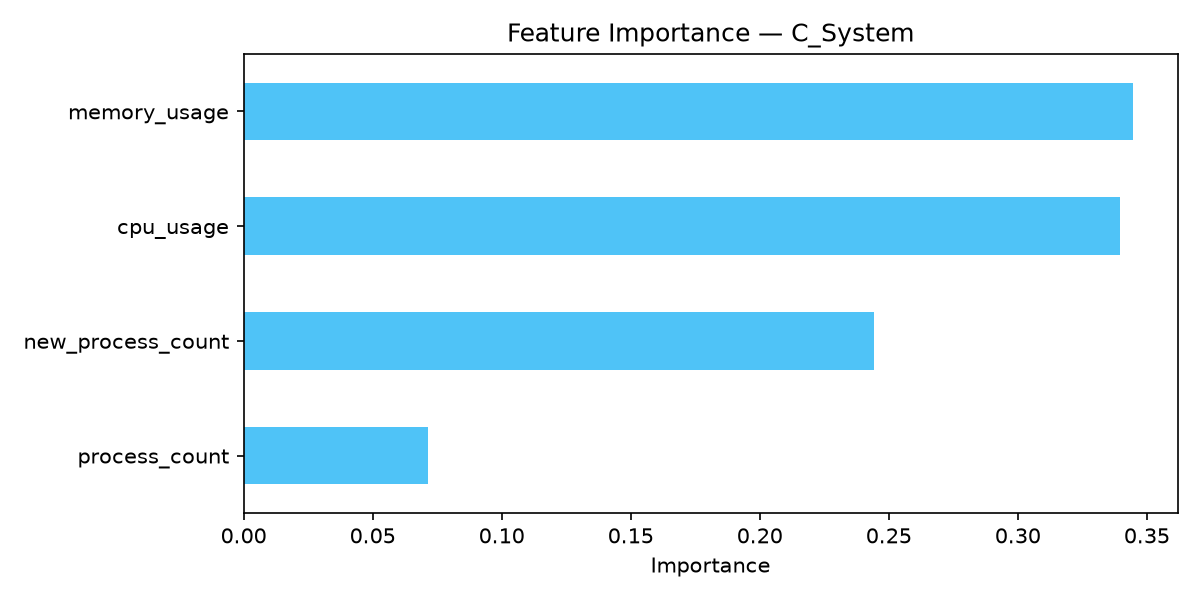 Feature Importance — C_System
memory_usage
cpu_usage
new_process_count
process_count
0.00 0.05 0.10 0.15 0.20 0.25 0.30 0.35
Importance